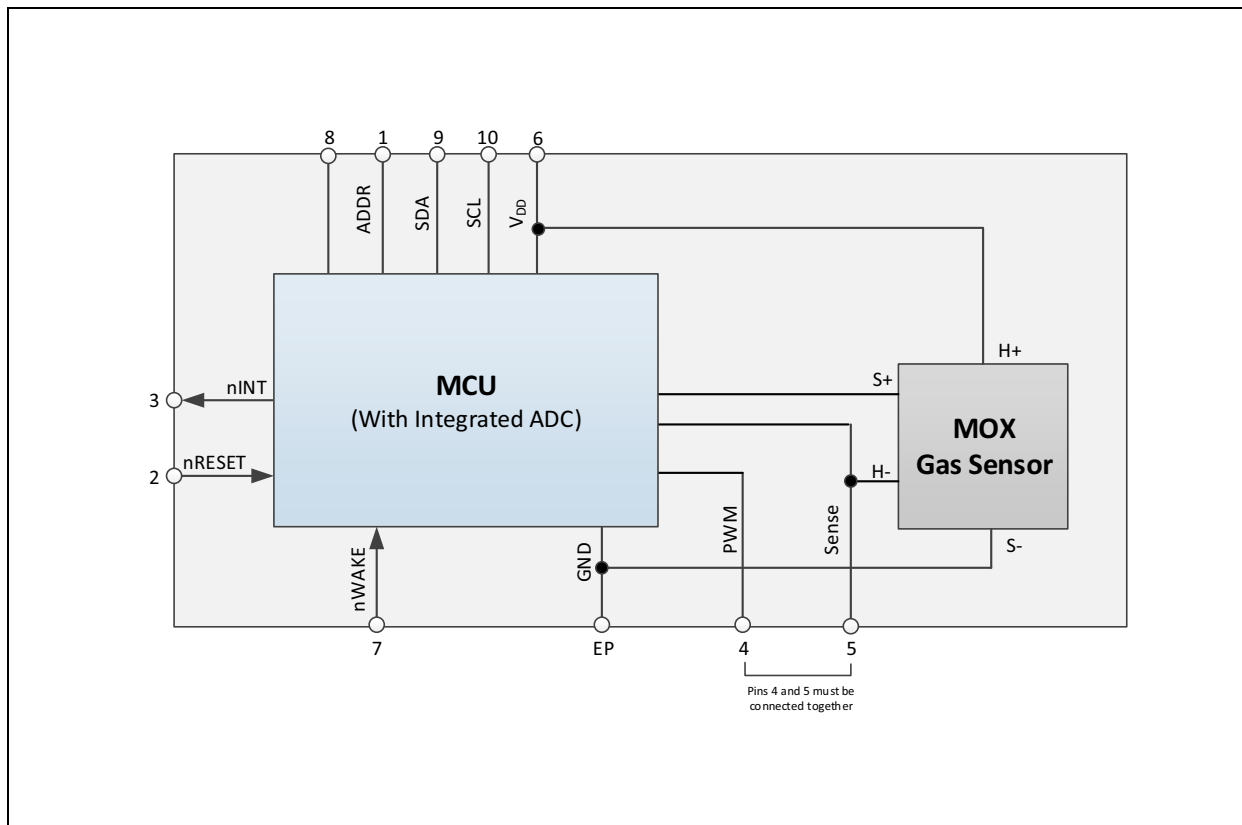 8 1 9 10 6
ADDR
SDA
SCL
VDD
H+
S+
MCU
(With Integrated ADC)
MOX
Gas Sensor
3 nINT
2 nRESET
H-
S-
nWAKE
GND
PWM
Sense
7 EP 4 5
Pins 4 and 5 must be
connected together